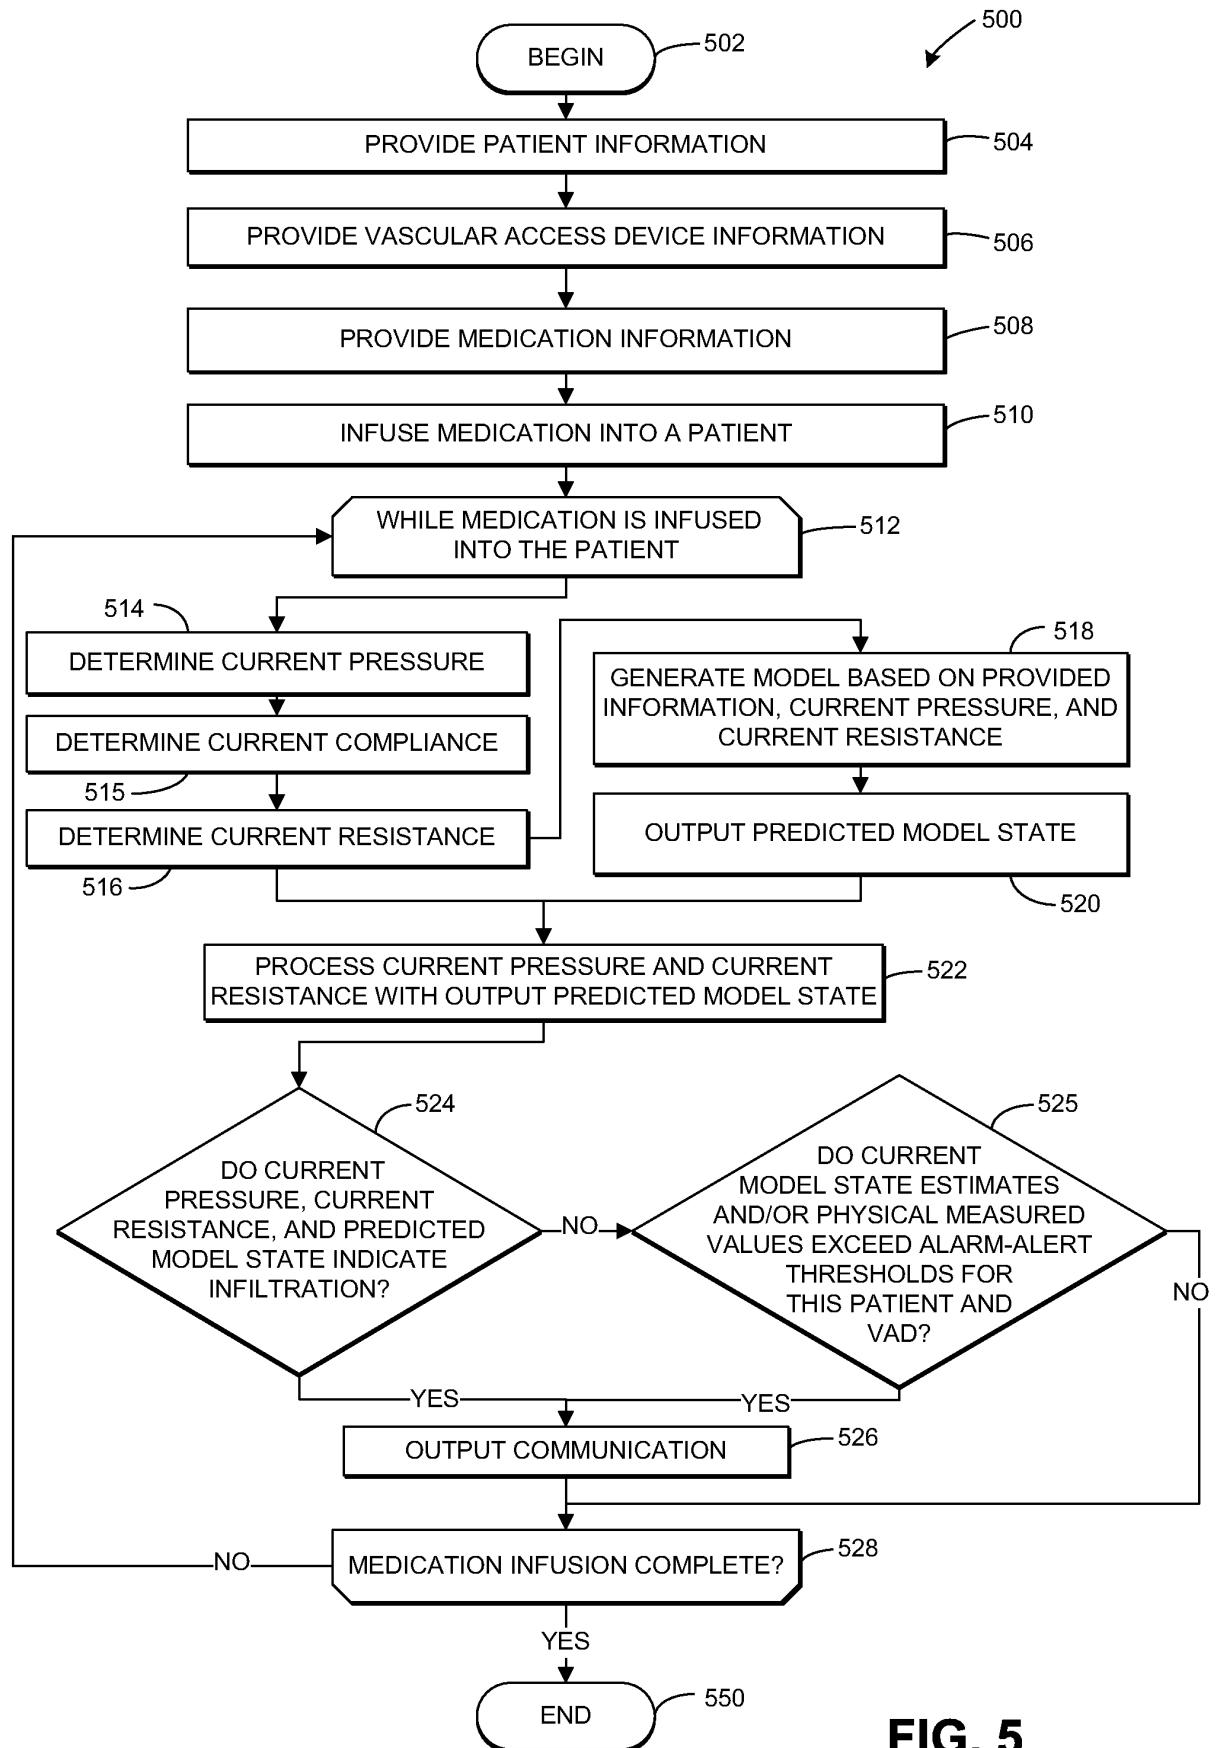 500
BEGIN
502
PROVIDE PATIENT INFORMATION
504
PROVIDE VASCULAR ACCESS DEVICE INFORMATION
506
PROVIDE MEDICATION INFORMATION
508
INFUSE MEDICATION INTO A PATIENT
510
WHILE MEDICATION IS INFUSED
INTO THE PATIENT
512
514
DETERMINE CURRENT PRESSURE
DETERMINE CURRENT COMPLIANCE
515
DETERMINE CURRENT RESISTANCE
516
518
GENERATE MODEL BASED ON PROVIDED
INFORMATION, CURRENT PRESSURE, AND
CURRENT RESISTANCE
OUTPUT PREDICTED MODEL STATE
520
PROCESS CURRENT PRESSURE AND CURRENT
RESISTANCE WITH OUTPUT PREDICTED MODEL STATE
522
524
DO CURRENT
PRESSURE, CURRENT
RESISTANCE, AND PREDICTED
MODEL STATE INDICATE
INFILTRATION?
NO
525
DO CURRENT
MODEL STATE ESTIMATES
AND/OR PHYSICAL MEASURED
VALUES EXCEED ALARM-ALERT
THRESHOLDS FOR
THIS PATIENT AND
VAD?
NO
YES
YES
OUTPUT COMMUNICATION
526
NO
MEDICATION INFUSION COMPLETE?
528
YES
END
550
FIG. 5